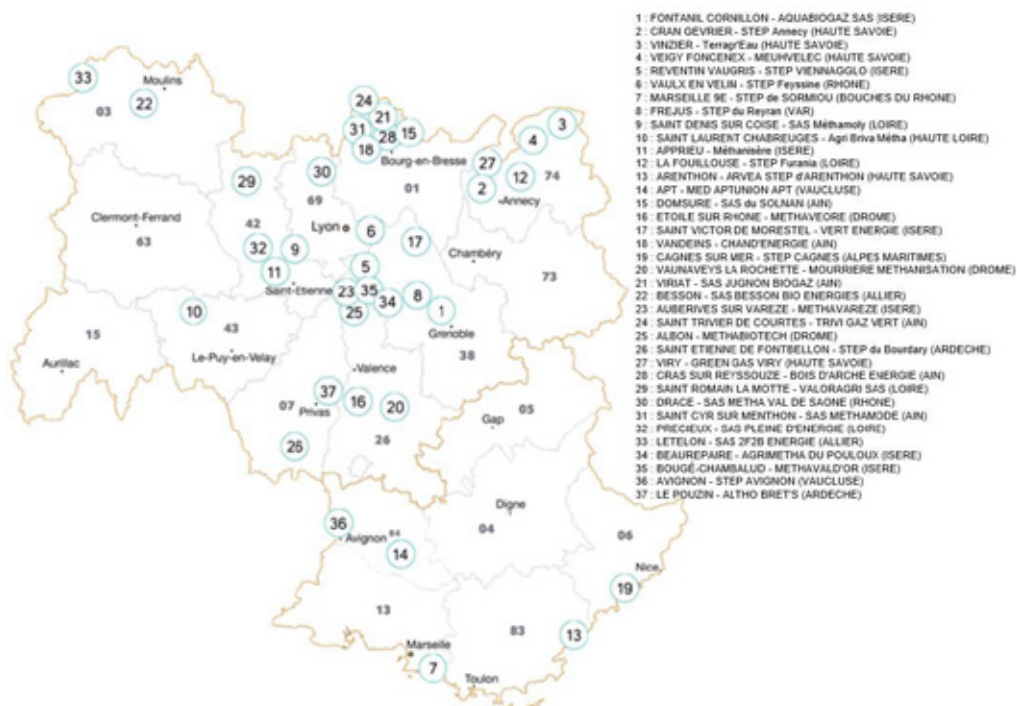 1 : FONTANIL CORNILLON - AQUABIOGAZ SAS (ISERE)
2 : CRAN GEVRIER - STEP Annecy (HAUTE SAVOIE)
3 : VINZIER - Terragr'Eau (HAUTE SAVOIE)
4 : VEIGY FONCENEX - MEUHVELEC (HAUTE SAVOIE)
5 : REVENTIN VAUGRIS - STEP VIENNAGGLO (ISERE)
6 : VAULX EN VELIN - STEP Feyssine (RHONE)
7 : MARSEILLE 9E - STEP de SORMIOU (BOUCHES DU RHONE)
8 : FREJUS - STEP du Reyran (VAR)
9 : SAINT DENIS SUR COISE - SAS Méthamoly (LOIRE)
10 : SAINT LAURENT CHABREUGES - Agri Briva Métha (HAUTE LOIRE)
11 : APPRIEU - Méthanisère (ISERE)
12 : LA FOUILLOUSE - STEP Furania (LOIRE)
13 : ARENTHON - ARVEA STEP d'ARENTHON (HAUTE SAVOIE)
14 : APT - MED APTUNION APT (VAUCLUSE)
15 : DOMSURE - SAS du SOLNAN (AIN)
16 : ETOILE SUR RHONE - METHAVEORE (DROME)
17 : SAINT VICTOR DE MORESTEL - VERT ENERGIE (ISERE)
18 : VANDEINS - CHAND'ENERGIE (AIN)
19 : CAGNES SUR MER - STEP CAGNES (ALPES MARITIMES)
20 : VAUNAVEYS LA ROCHETTE - MOURRIERE METHANISATION (DROME)
21 : VIRIAT - SAS JUGNON BIOGAZ (AIN)
22 : BESSON - SAS BESSON BIO ENERGIES (ALLIER)
23 : AUBERIVES SUR VAREZE - METHAVAREZE (ISERE)
24 : SAINT TRIVIER DE COURTES - TRIVI GAZ VERT (AIN)
25 : ALBON - METHABIOTECH (DROME)
26 : SAINT ETIENNE DE FONTBELLON - STEP du Bourdary (ARDECHE)
27 : VIRY - GREEN GAS VIRY (HAUTE SAVOIE)
28 : CRAS SUR REYSSOUZE - BOIS D'ARCHE ENERGIE (AIN)
29 : SAINT ROMAIN LA MOTTE - VALORAGRI SAS (LOIRE)
30 : DRACE - SAS METHA VAL DE SAONE (RHONE)
31 : SAINT CYR SUR MENTHON - SAS METHAMODE (AIN)
32 : PRECIEUX - SAS PLEINE D'ENERGIE (LOIRE)
33 : LETELON - SAS 2F2B ENERGIE (ALLIER)
34 : BEAUREPAIRE - AGRIMETHA DU POULOUX (ISERE)
35 : BOUGÉ-CHAMBALUD - METHAVALD'OR (ISERE)
36 : AVIGNON - STEP AVIGNON (VAUCLUSE)
37 : LE POUZIN - ALTHO BRET'S (ARDECHE)
33
Moulins
22
03
24
21
31
28
15
18
Bourg-en-Bresse
3
4
27
12
74
2
Annecy
30
29
01
69
42
Clermont-Ferrand
63
Lyon
6
17
32
9
Chambéry
5
11
73
Saint-Etienne
23
35
34
8
1
25
10
43
Grenoble
15
Le-Puy-en-Velay
38
Aurillac
Valence
37
07
Privas
16
20
05
Gap
26
26
Digne
36
Avignon
84
14
04
06
Nice
19
13
83
13
Marseille
7
Toulon